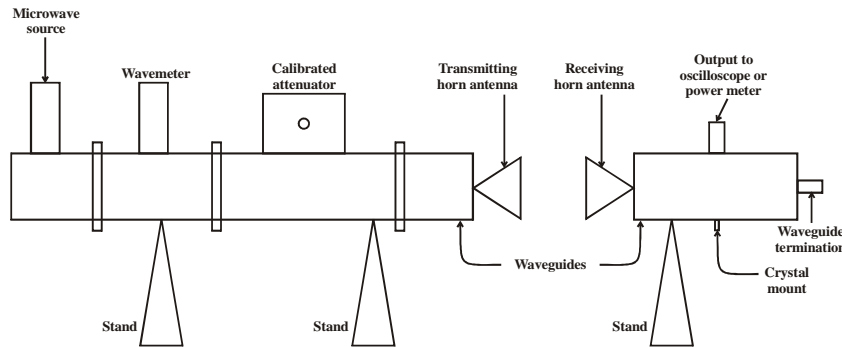 Microwave
source
Wavemeter
Calibrated
attenuator
Transmitting
horn antenna
Receiving
horn antenna
Output to
oscilloscope or
power meter
Waveguide
termination
Waveguides
Crystal
mount
Stand
Stand
Stand